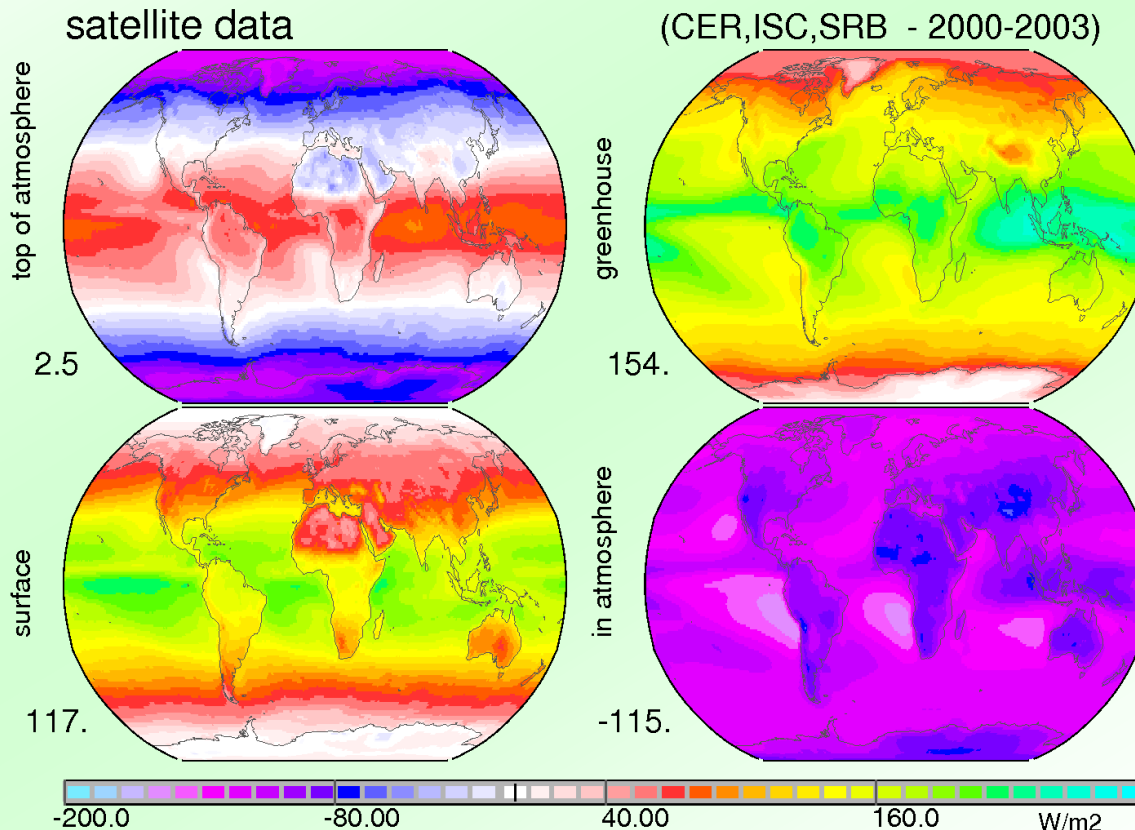 satellite data
(CER,ISC,SRB - 2000-2003)
top of atmosphere
2.5
greenhouse
154.
surface
117.
in atmosphere
-115.
-200.0 -80.00 40.00 160.0 W/m2